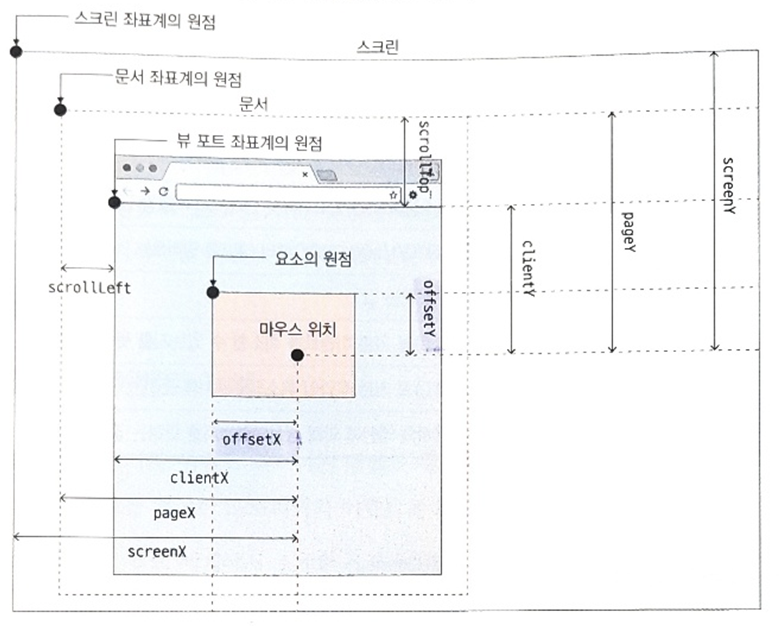 스크린 좌표계의 원점
스크린
문서 좌표계의 원점
문서
뷰 포트 좌표계의 원점
scrollTop
screenY
pageY
clientY
요소의 원점
scrollLeft
offsetY
마우스 위치
offsetX
clientX
pageX
screenX